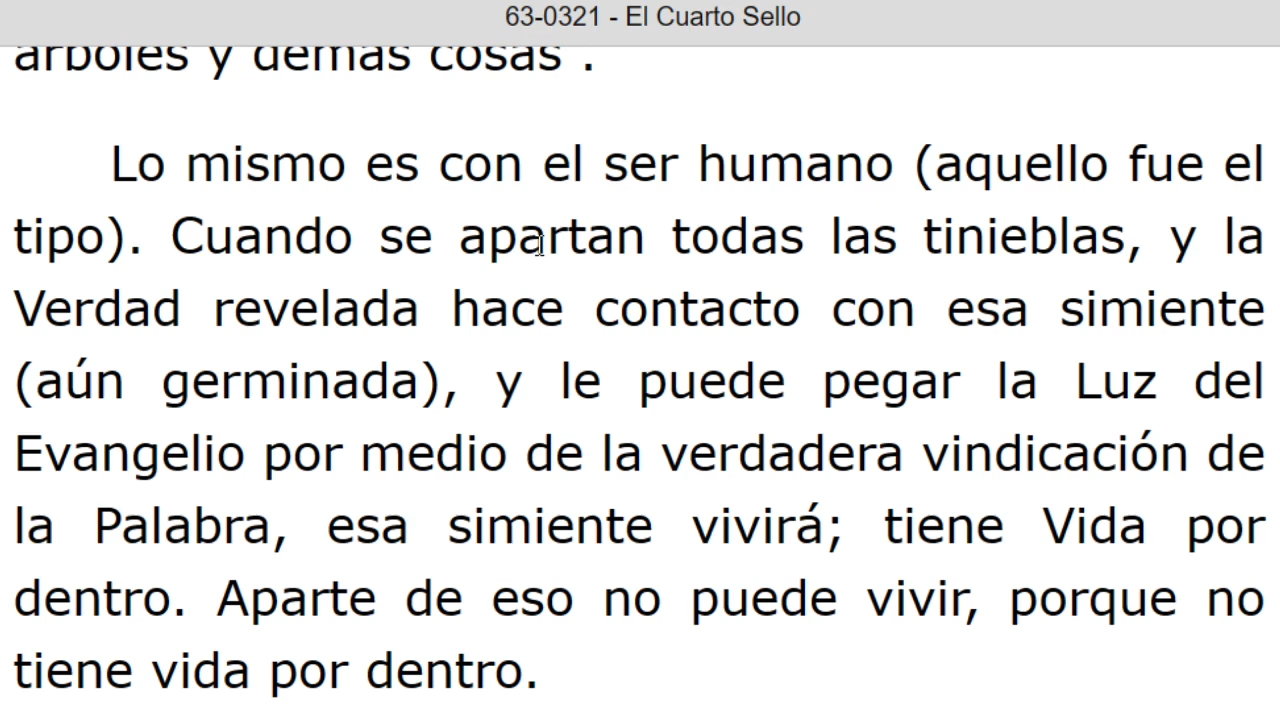 63-0321 - El Cuarto Sello
árboles y demás cosas .
Lo mismo es con el ser humano (aquello fue el
tipo). Cuando se apartan todas las tinieblas, y la
Verdad revelada hace contacto con esa simiente
(aún germinada), y le puede pegar la Luz del
Evangelio por medio de la verdadera vindicación de
la Palabra, esa simiente vivirá; tiene Vida por
dentro. Aparte de eso no puede vivir, porque no
tiene vida por dentro.